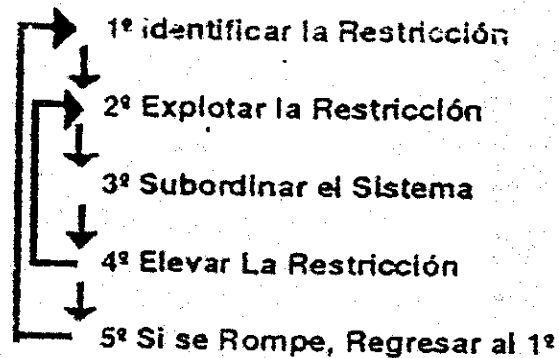 1º identificar la Restricción
2º Explotar la Restricción
3º Subordinar el Sistema
4º Elevar La Restricción
5º Si se Rompe, Regresar al 1º